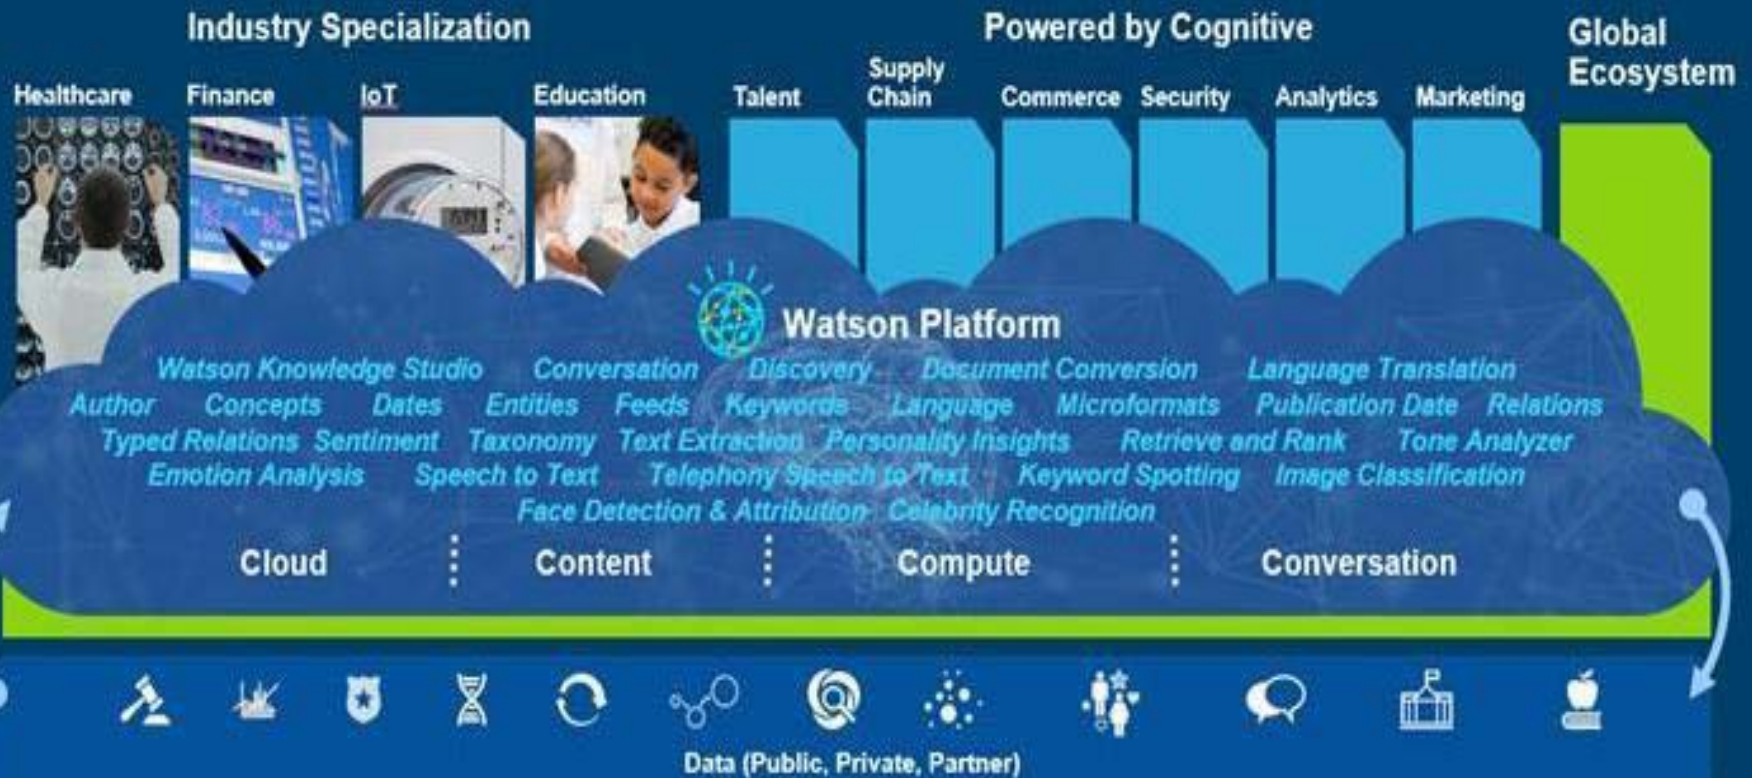 Industry Specialization
Powered by Cognitive
Global
Ecosystem
Healthcare
Finance
IoT
Education
Talent
Supply
Chain
Commerce
Security
Analytics
Marketing
Watson Platform
Watson Knowledge Studio Conversation Discovery Document Conversion Language Translation
Author Concepts Dates Entities Feeds Keywords Language Microformats Publication Date Relations
Typed Relations Sentiment Taxonomy Text Extraction Personality Insights Retrieve and Rank Tone Analyzer
Emotion Analysis Speech to Text Telephony Speech to Text Keyword Spotting Image Classification
Face Detection & Attribution Celebrity Recognition
Cloud Content Compute Conversation
Data (Public, Private, Partner)